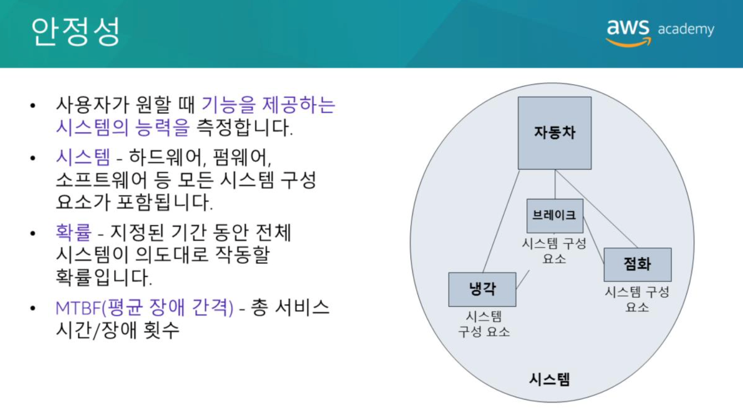 안정성
aws academy
• 사용자가 원할 때 기능을 제공하는
시스템의 능력을 측정합니다.
• 시스템 - 하드웨어, 펌웨어,
소프트웨어 등 모든 시스템 구성
요소가 포함됩니다.
• 확률 - 지정된 기간 동안 전체
시스템이 의도대로 작동할
확률입니다.
• MTBF(평균 장애 간격) - 총 서비스
시간/장애 횟수
자동차
브레이크
시스템 구성
요소
점화
시스템 구성
요소
냉각
시스템
구성 요소
시스템